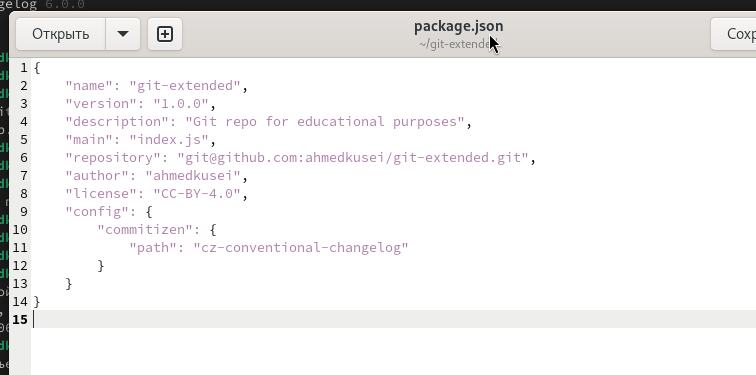 6.0.0
Открыть
package.json
~/git-extended
1 {
2 "name": "git-extended",
3 "version": "1.0.0",
4 "description": "Git repo for educational purposes",
5 "main": "index.js",
6 "repository": "git@github.com:ahmedkusei/git-extended.git",
7 "author": "ahmedkusei",
8 "license": "CC-BY-4.0",
9 "config": {
10 "commitizen": {
11 "path": "cz-conventional-changelog"
12 }
13 }
14 }
15